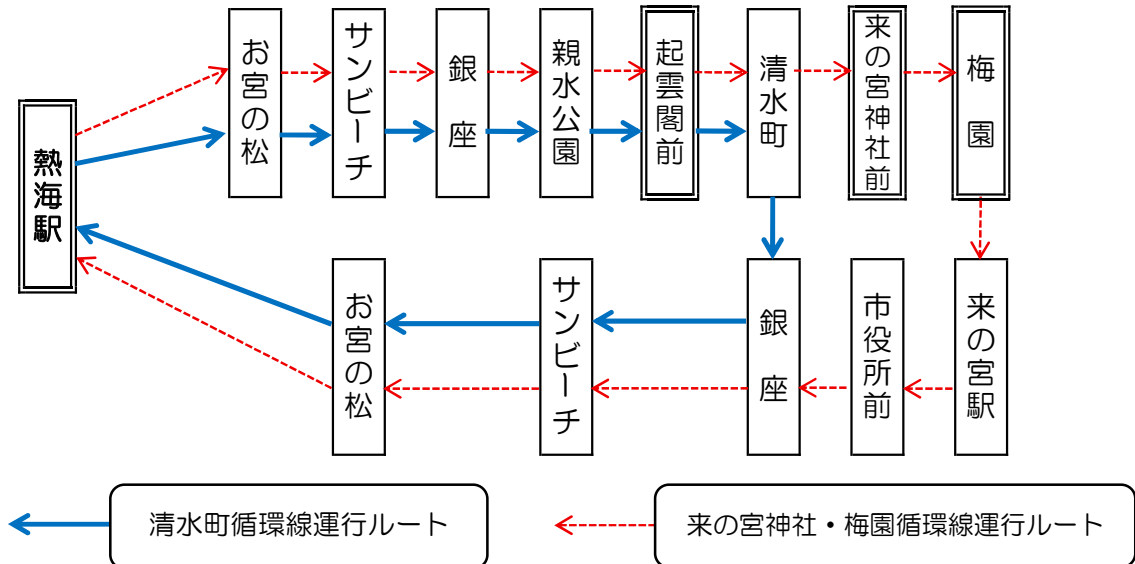 熱海駅
お宮の松
サンビーチ
銀座
親水公園
起雲閣前
清水町
来の宮神社前
梅園
来の宮駅
市役所前
銀座
サンビーチ
お宮の松
清水町循環線運行ルート
来の宮神社・梅園循環線運行ルート